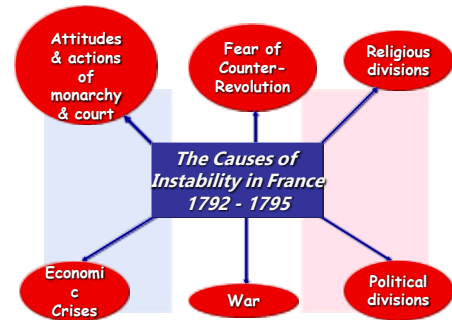 Attitudes
& actions
of
monarchy
& court
Fear of
Counter-
Revolution
Religious
divisions
The Causes of
Instability in France
1792 - 1795
Economi
c
Crises
War
Political
divisions